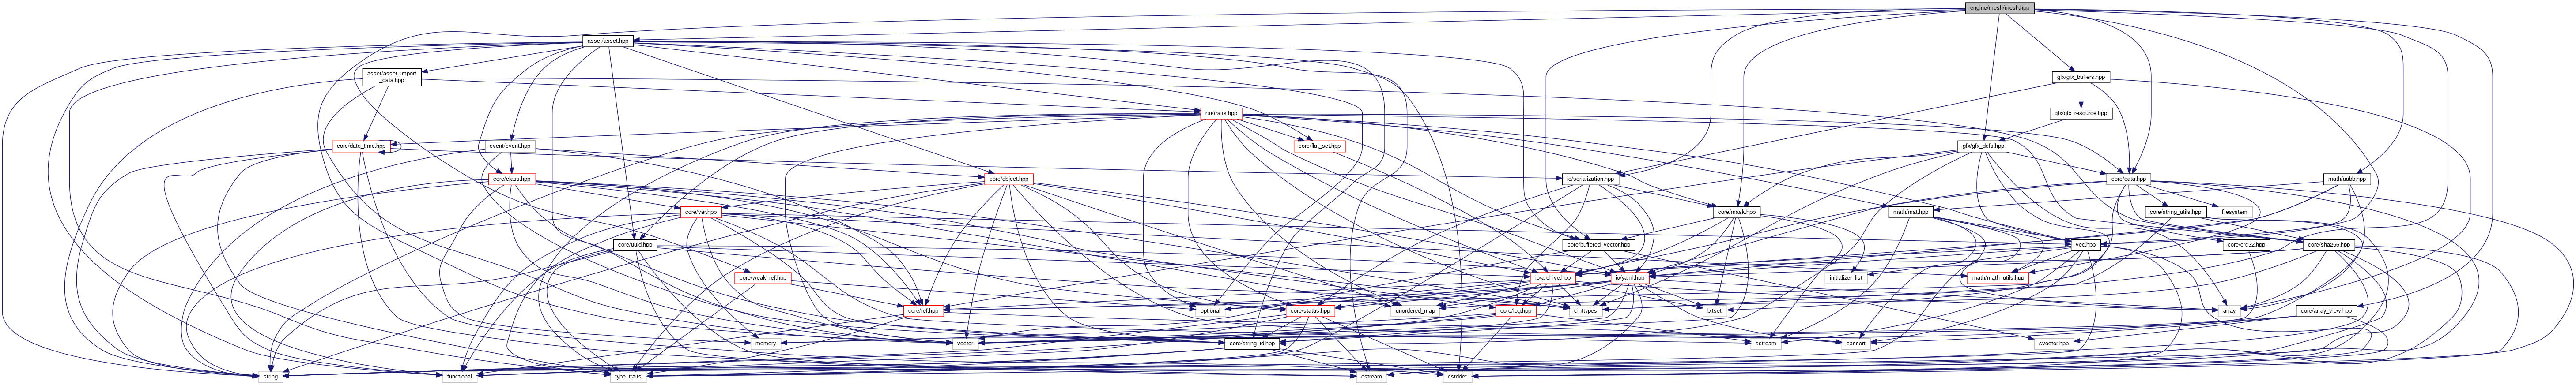 engine/mesh/mesh.hpp
asset/asset.hpp
asset/asset_import
_data.hpp
gfx/gfx_buffers.hpp
rtti/traits.hpp
gfx/gfx_resource.hpp
core/date_time.hpp
event/event.hpp
core/flat_set.hpp
gfx/gfx_defs.hpp
core/class.hpp
core/object.hpp
io/serialization.hpp
core/data.hpp
math/aabb.hpp
core/var.hpp
core/mask.hpp
math/mat.hpp
core/string_utils.hpp
filesystem
core/uuid.hpp
core/buffered_vector.hpp
vec.hpp
core/crc32.hpp
core/sha256.hpp
core/weak_ref.hpp
io/archive.hpp
io/yaml.hpp
initializer_list
math/math_utils.hpp
core/ref.hpp
optional
core/status.hpp
unordered_map
core/log.hpp
cinttypes
bitset
array
core/array_view.hpp
memory
vector
core/string_id.hpp
sstream
cassert
svector.hpp
string
functional
type_traits
ostream
cstddef